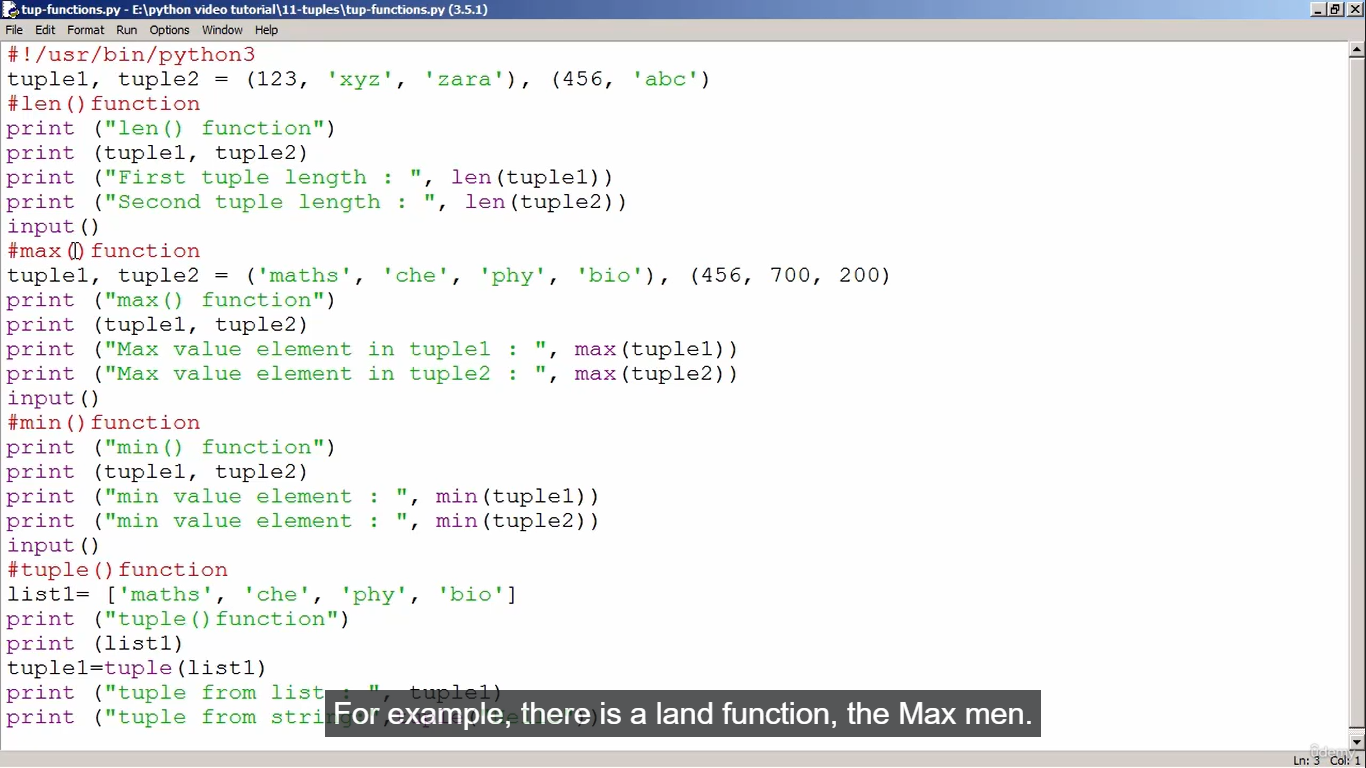 tup-functions.py - E:\python video tutorial\11-tuples\tup-functions.py (3.5.1)
File Edit Format Run Options Window Help
#!/usr/bin/python3
tuple1, tuple2 = (123, 'xyz', 'zara'), (456, 'abc')
#len()function
print ("len() function")
print (tuple1, tuple2)
print ("First tuple length : ", len(tuple1))
print ("Second tuple length : ", len(tuple2))
input()
#max()function
tuple1, tuple2 = ('maths', 'che', 'phy', 'bio'), (456, 700, 200)
print ("max() function")
print (tuple1, tuple2)
print ("Max value element in tuple1 : ", max(tuple1))
print ("Max value element in tuple2 : ", max(tuple2))
input()
#min()function
print ("min() function")
print (tuple1, tuple2)
print ("min value element : ", min(tuple1))
print ("min value element : ", min(tuple2))
input()
#tuple()function
list1= ['maths', 'che', 'phy', 'bio']
print ("tuple()function")
print (list1)
tuple1=tuple(list1)
print ("tuple from list : ", tuple1)
print ("tuple from string
For example, there is a land function, the Max men.
ûdemy
Ln: 3 Col: 1